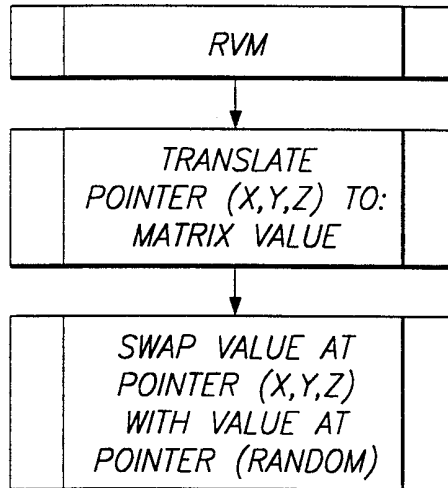 RVM
TRANSLATE
POINTER (X,Y,Z) TO:
MATRIX VALUE
SWAP VALUE AT
POINTER (X,Y,Z)
WITH VALUE AT
POINTER (RANDOM)